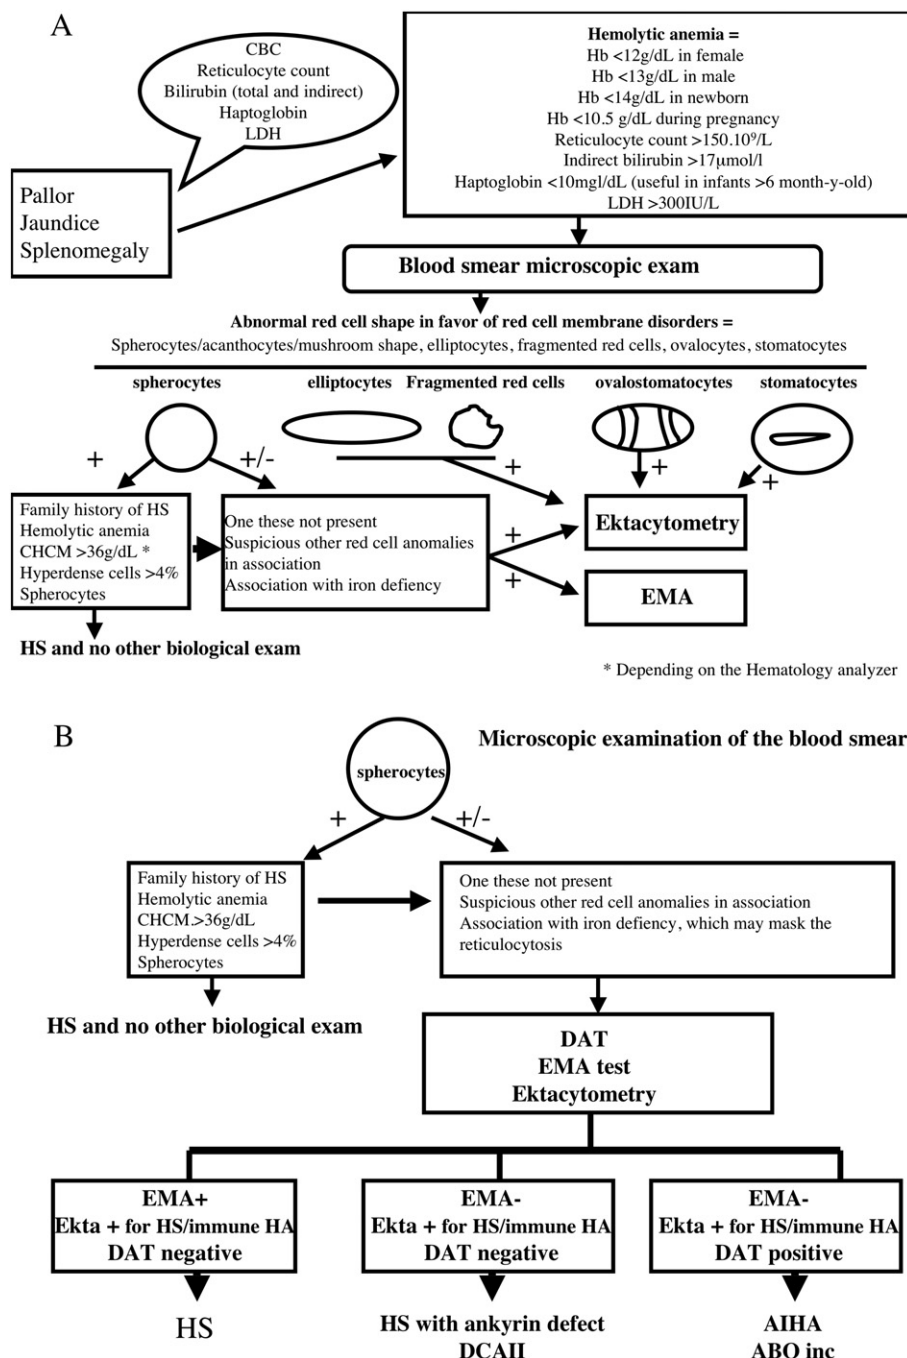 A
CBC
Reticulocyte count
Bilirubin (total and indirect)
Haptoglobin
LDH
Hemolytic anemia =
Hb <12g/dL in female
Hb <13g/dL in male
Hb <14g/dL in newborn
Hb <10.5 g/dL during pregnancy
Reticulocyte count >150.10⁹/L
Indirect bilirubin >17µmol/l
Haptoglobin <10mgl/dL (useful in infants >6 month-y-old)
LDH >300IU/L
Pallor
Jaundice
Splenomegaly
Blood smear microscopic exam
Abnormal red cell shape in favor of red cell membrane disorders =
Spherocytes/acanthocytes/mushroom shape, elliptocytes, fragmented red cells, ovalocytes, stomatocytes
spherocytes
elliptocytes
Fragmented red cells
ovalostomatocytes
stomatocytes
+
+/-
+
+
+
Family history of HS
Hemolytic anemia
CHCM >36g/dL *
Hyperdense cells >4%
Spherocytes
One these not present
Suspicious other red cell anomalies
in association
Association with iron defiency
+
+
Ektacytometry
EMA
HS and no other biological exam
* Depending on the Hematology analyzer
B
Microscopic examination of the blood smear
spherocytes
+
+/-
Family history of HS
Hemolytic anemia
CHCM.>36g/dL
Hyperdense cells >4%
Spherocytes
One these not present
Suspicious other red cell anomalies in association
Association with iron defiency, which may mask the
reticulocytosis
HS and no other biological exam
DAT
EMA test
Ektacytometry
EMA+
Ekta + for HS/immune HA
DAT negative
EMA-
Ekta + for HS/immune HA
DAT negative
EMA-
Ekta + for HS/immune HA
DAT positive
HS
HS with ankyrin defect
DCAII
AIHA
ABO inc